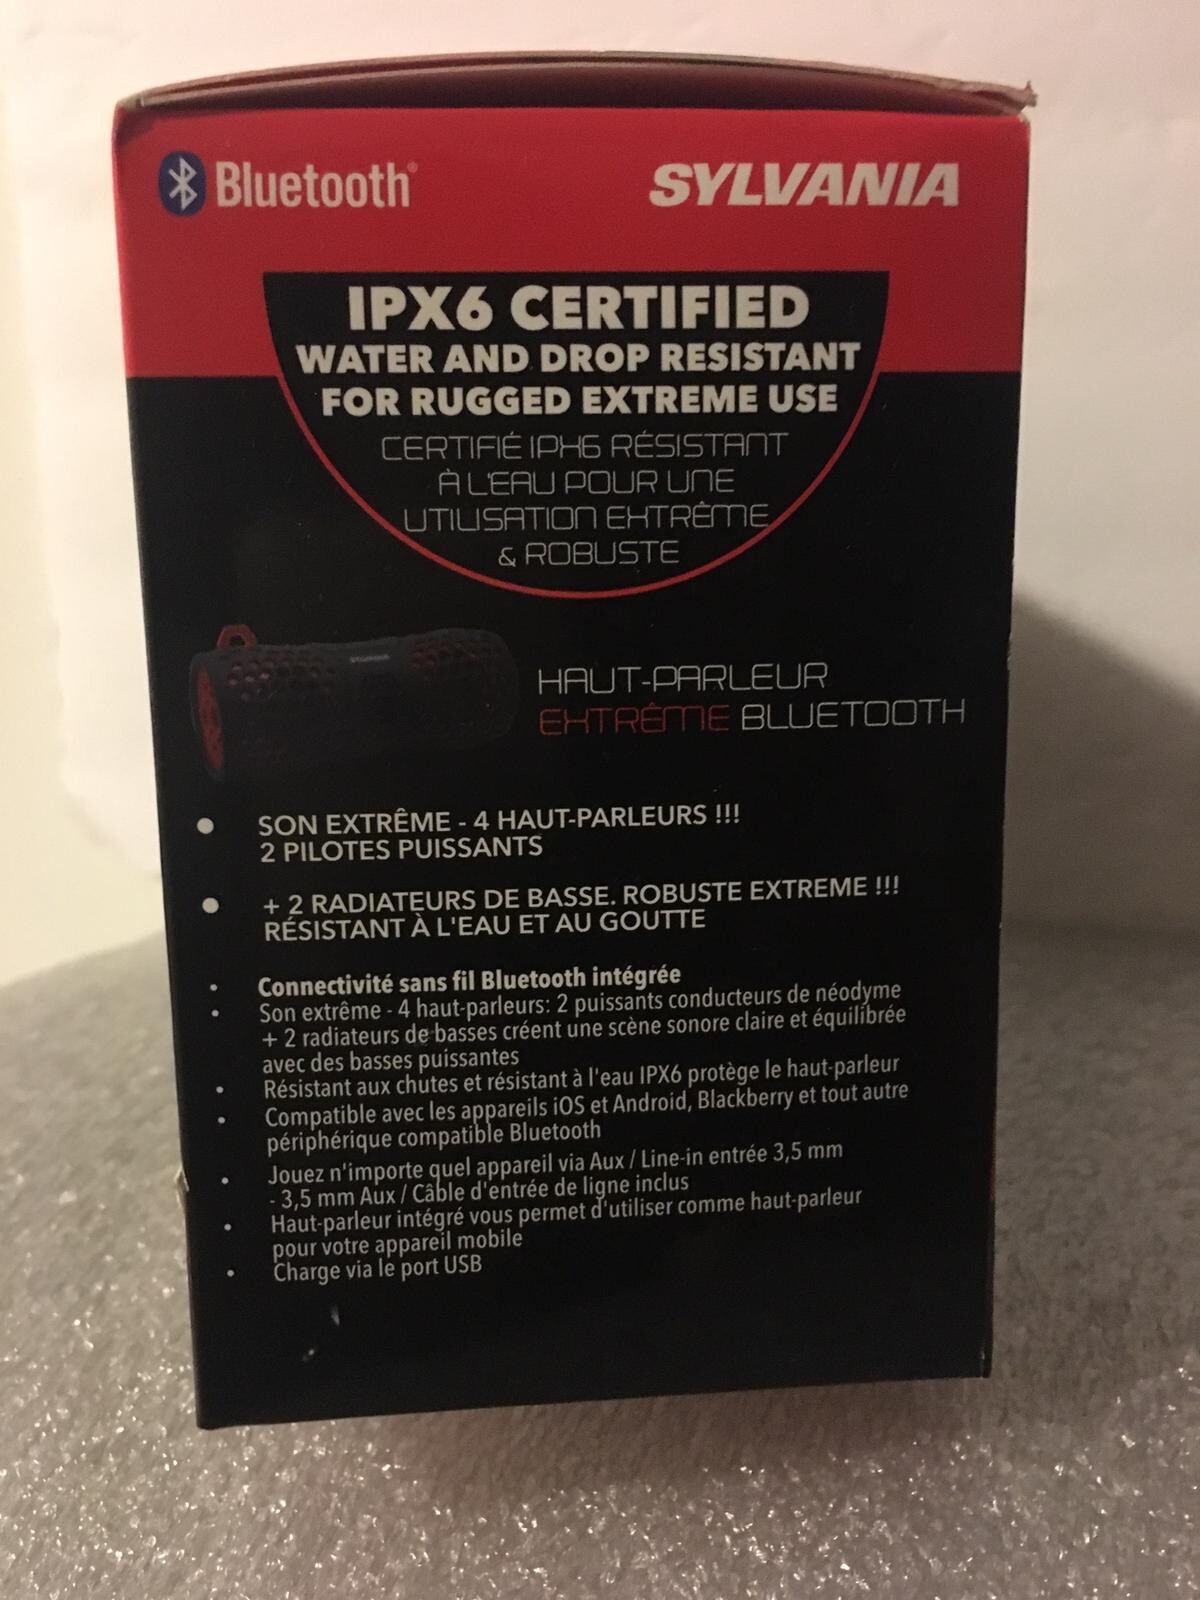 Bluetooth®
SYLVANIA
IPX6 CERTIFIED
WATER AND DROP RESISTANT
FOR RUGGED EXTREME USE
CERTIFIÉ IPX6 RÉSISTANT
À L'EAU POUR UNE
UTILISATION EXTRÊME
& ROBUSTE
SYLVANIA
HAUT-PARLEUR
EXTRÊME BLUETOOTH
• SON EXTRÊME - 4 HAUT-PARLEURS !!!
2 PILOTES PUISSANTS
• + 2 RADIATEURS DE BASSE. ROBUSTE EXTREME !!!
RÉSISTANT À L'EAU ET AU GOUTTE
• Connectivité sans fil Bluetooth intégrée
• Son extrême - 4 haut-parleurs: 2 puissants conducteurs de néodyme
+ 2 radiateurs de basses créent une scène sonore claire et équilibrée
avec des basses puissantes
• Résistant aux chutes et résistant à l'eau IPX6 protège le haut-parleur
• Compatible avec les appareils iOS et Android, Blackberry et tout autre
périphérique compatible Bluetooth
• Jouez n'importe quel appareil via Aux / Line-in entrée 3,5 mm
- 3,5 mm Aux / Câble d'entrée de ligne inclus
• Haut-parleur intégré vous permet d'utiliser comme haut-parleur
pour votre appareil mobile
• Charge via le port USB